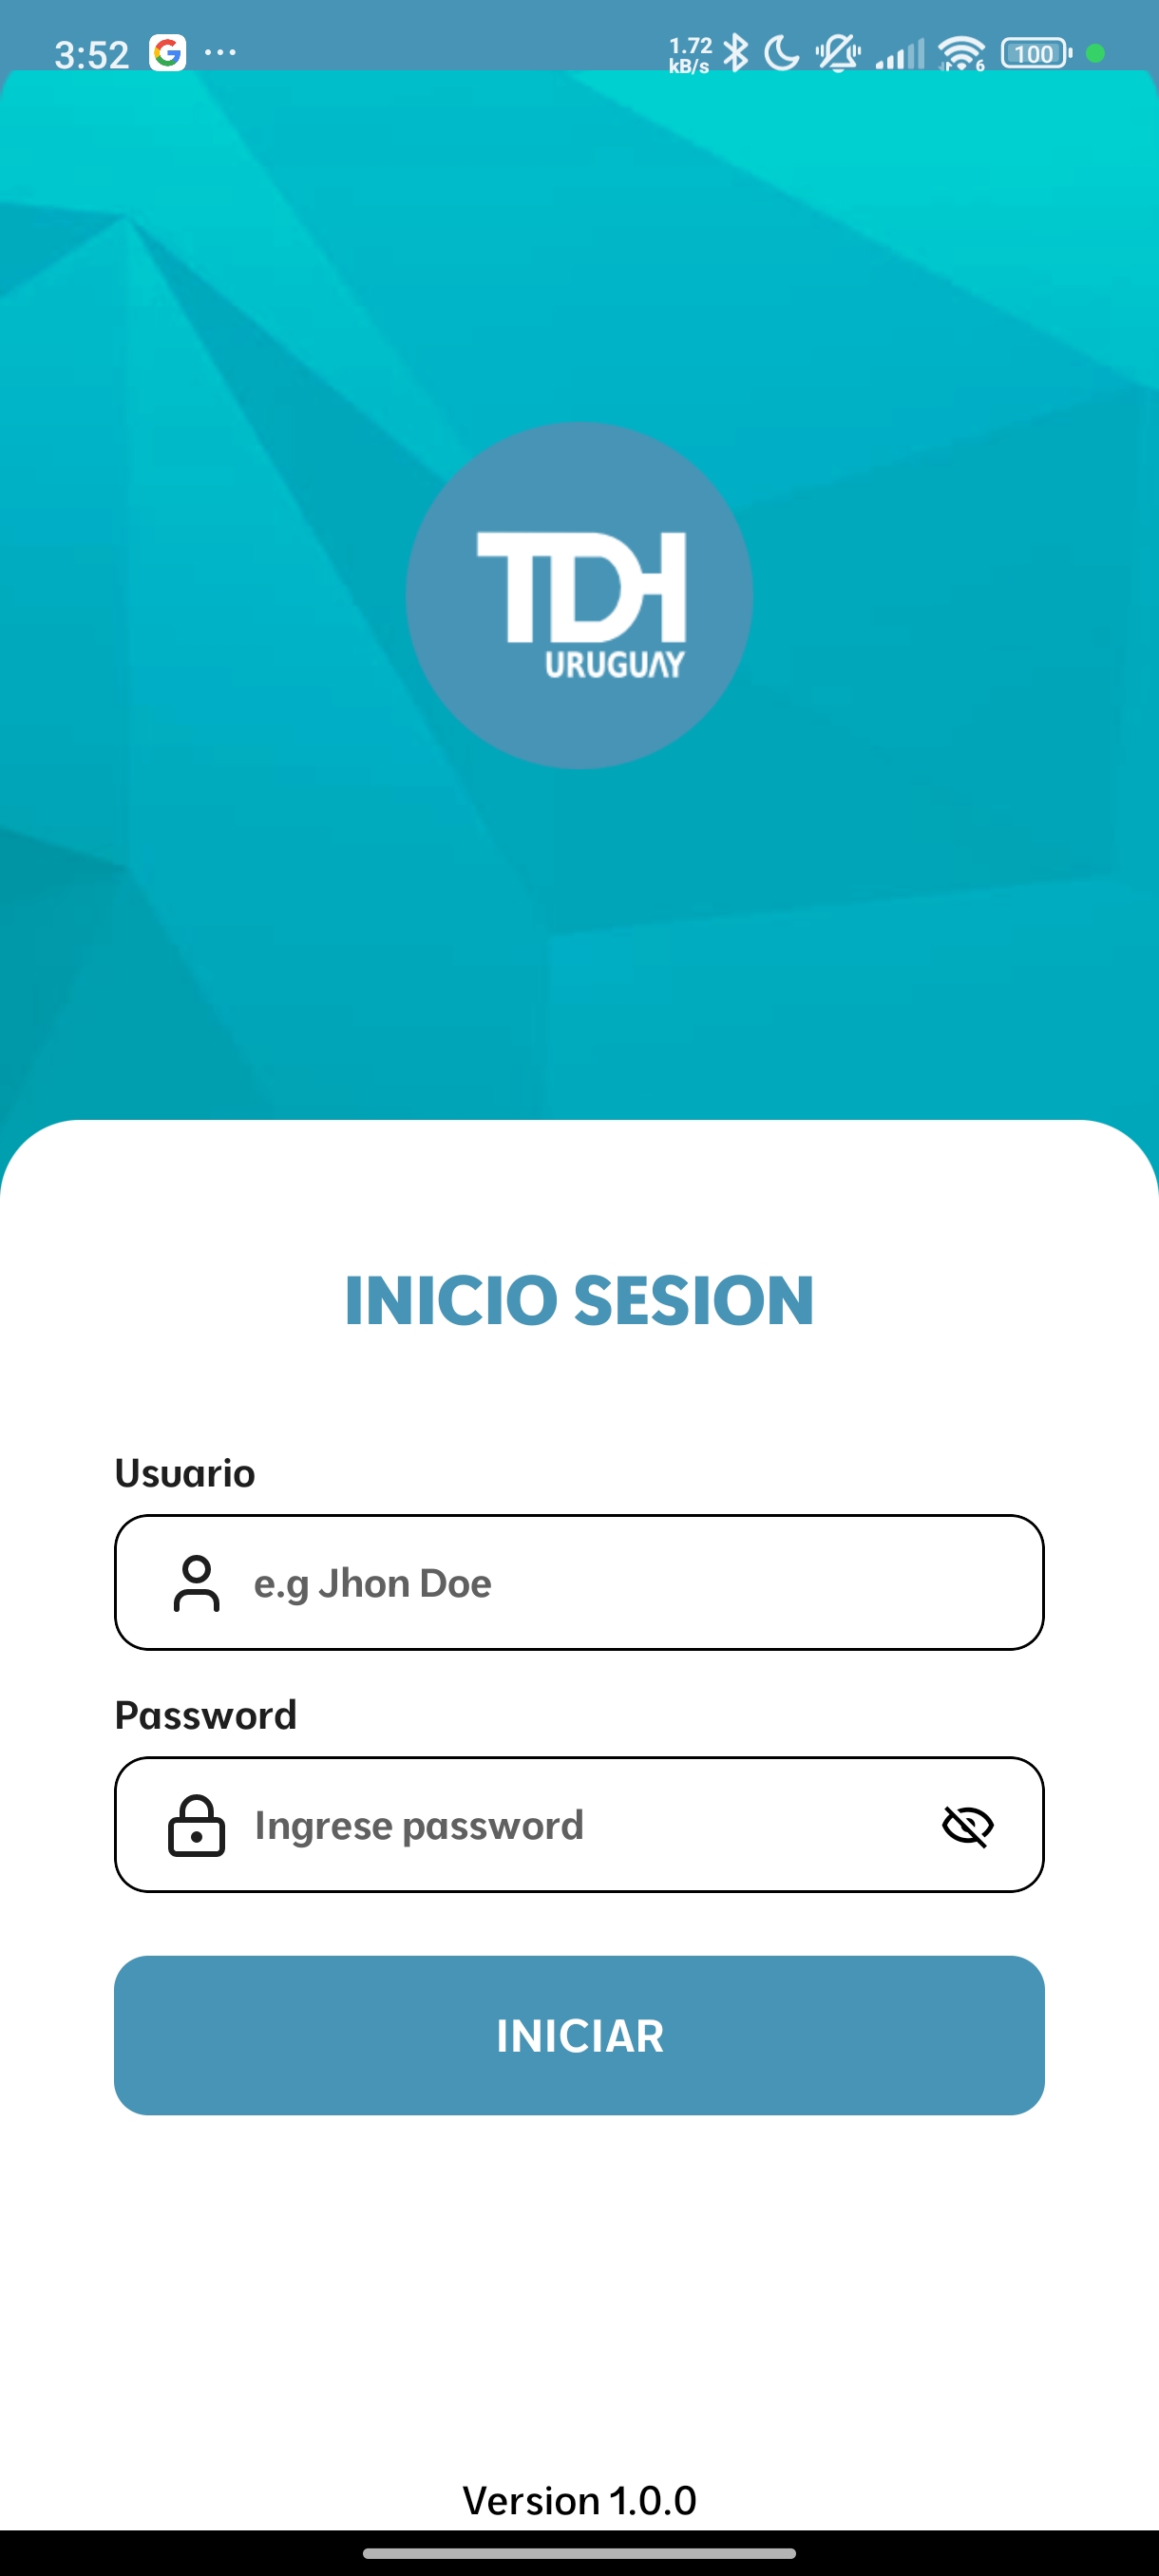 3:52
1.72
kB/s
6
100
TDH
URUGUAY
INICIO SESION
Usuario
e.g Jhon Doe
Password
Ingrese password
INICIAR
Version 1.0.0